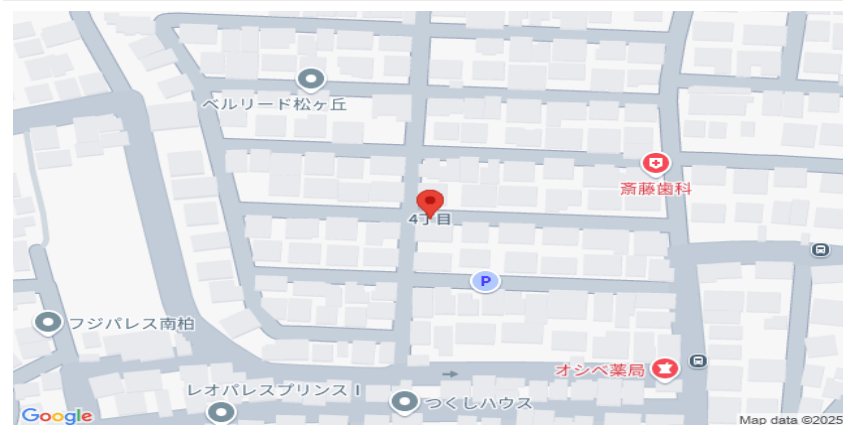 ベルリード松ヶ丘
斎藤歯科
4丁目
P
フジパレス南柏
オシベ薬局
レオパレスプリンスⅠ
つくしハウス
Google
Map data ©2025